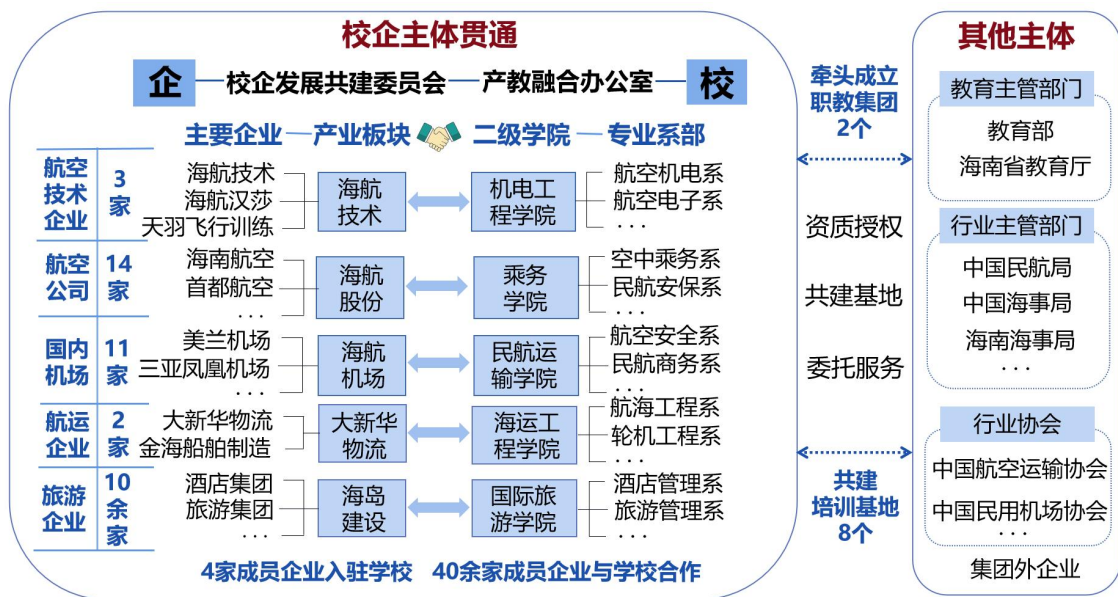 校企主体贯通
企
校企发展共建委员会
产教融合办公室
校
主要企业
产业板块
二级学院
专业系部
航空
技术
企业
3
家
海航技术
海航汉莎
天羽飞行训练
海航
技术
机电工
程学院
航空机电系
航空电子系
...
航空
公司
14
家
海南航空
首都航空
...
海航
股份
乘务
学院
空中乘务系
民航安保系
...
国内
机场
11
家
美兰机场
三亚凤凰机场
...
海航
机场
民航运
输学院
航空安全系
民航商务系
...
航运
企业
2
家
大新华物流
金海船舶制造
大新华
物流
海运工
程学院
航海工程系
轮机工程系
...
旅游
企业
10
余
家
酒店集团
旅游集团
...
海岛
建设
国际旅
游学院
酒店管理系
旅游管理系
...
4家成员企业入驻学校
40余家成员企业与学校合作
牵头成立
职教集团
2个
资质授权
共建基地
委托服务
共建
培训基地
8个
其他主体
教育主管部门
教育部
海南省教育厅
行业主管部门
中国民航局
中国海事局
海南海事局
...
行业协会
中国航空运输协会
中国民用机场协会
...
集团外企业